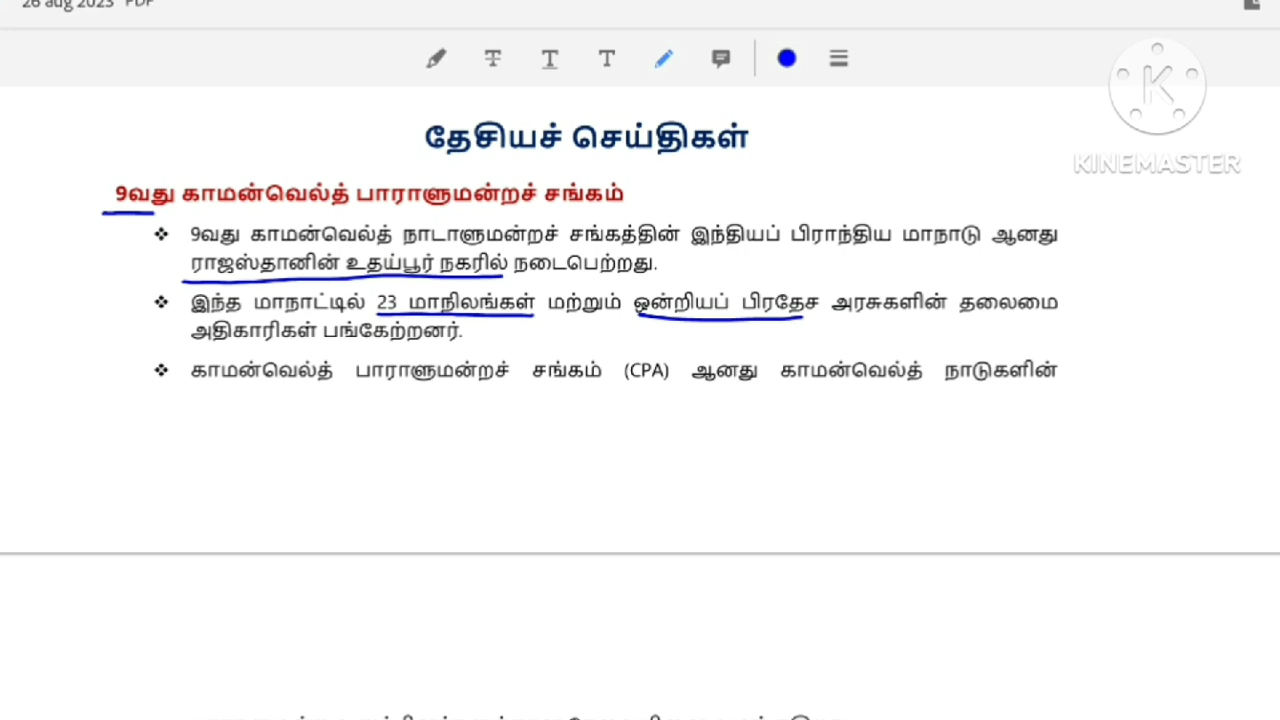 26 aug 2023 PDF
KINEMASTER
தேசியச் செய்திகள்
9வது காமன்வெல்த் பாராளுமன்றச் சங்கம்
❖ 9வது காமன்வெல்த் நாடாளுமன்றச் சங்கத்தின் இந்தியப் பிராந்திய மாநாடு ஆனது
ராஜஸ்தானின் உதய்பூர் நகரில் நடைபெற்றது.
❖ இந்த மாநாட்டில் 23 மாநிலங்கள் மற்றும் ஒன்றியப் பிரதேச அரசுகளின் தலைமை
அதிகாரிகள் பங்கேற்றனர்.
❖ காமன்வெல்த் பாராளுமன்றச் சங்கம் (CPA) ஆனது காமன்வெல்த் நாடுகளின்